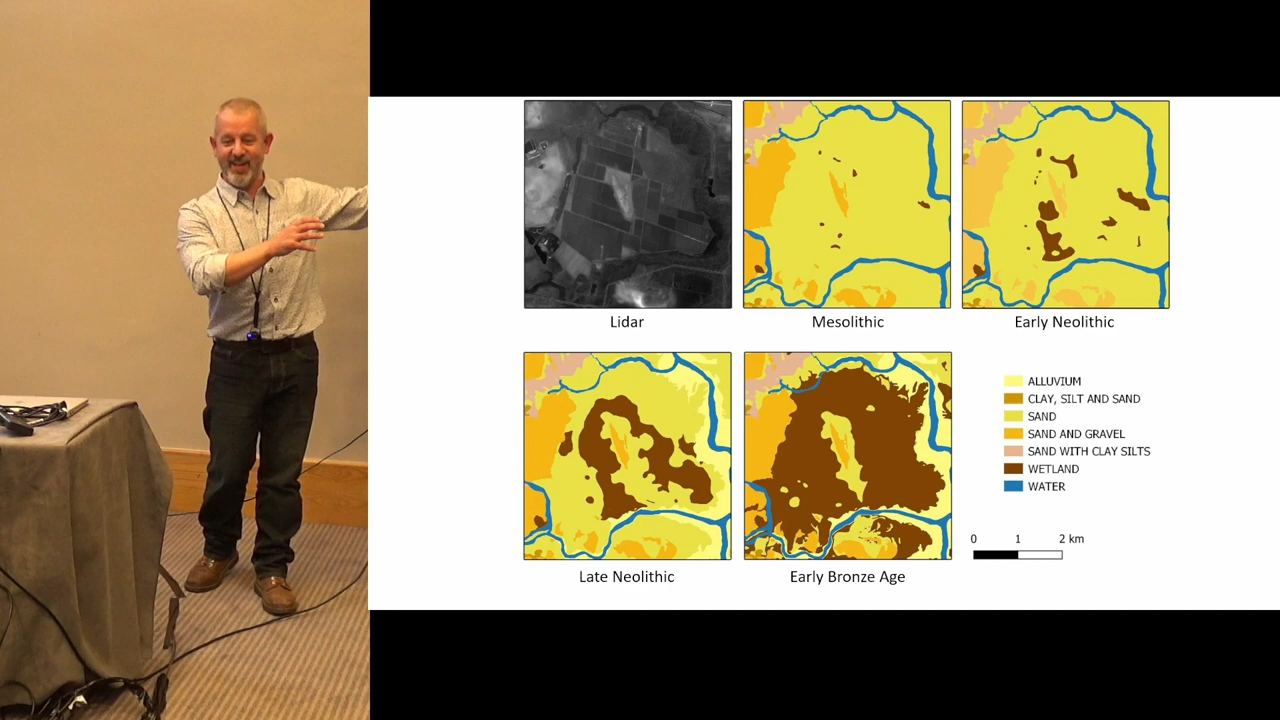 Lidar
Mesolithic
Early Neolithic
Late Neolithic
Early Bronze Age
ALLUVIUM
CLAY, SILT AND SAND
SAND
SAND AND GRAVEL
SAND WITH CLAY SILTS
WETLAND
WATER
0 1 2 km